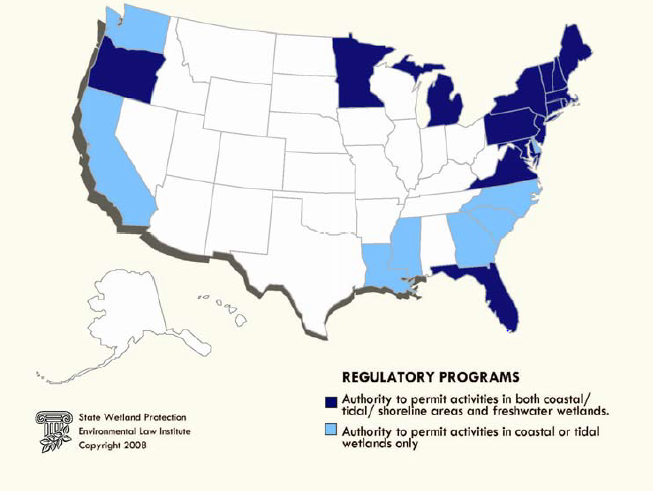 REGULATORY PROGRAMS
Authority to permit activities in both coastal/
tidal/ shoreline areas and freshwater wetlands.
Authority to permit activities in coastal or tidal
wetlands only
State Wetland Protection
Environmental Law Institute
Copyright 2008